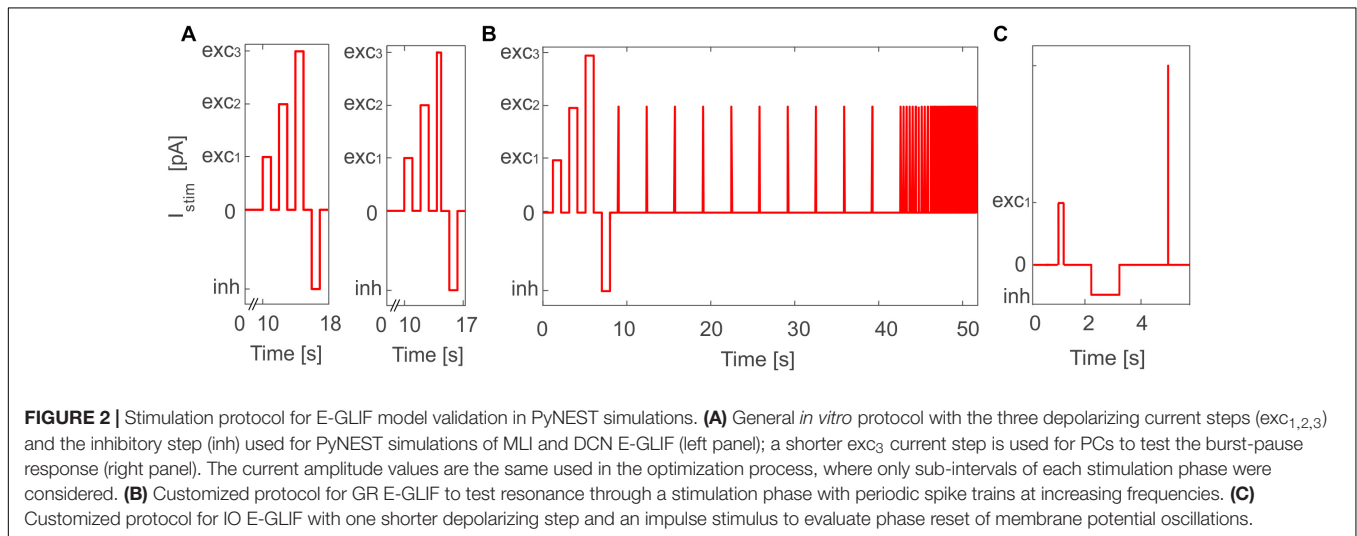 A
B
C
exc3
exc2
exc1
0
inh
I_stim [pA]
0 10 18
Time [s]
exc3
exc2
exc1
0
inh
0 10 17
Time [s]
exc3
exc2
exc1
0
inh
0 10 20 30 40 50
Time [s]
exc1
0
inh
0 2 4
Time [s]
FIGURE 2 | Stimulation protocol for E-GLIF model validation in PyNEST simulations. (A) General in vitro protocol with the three depolarizing current steps (exc1,2,3)
and the inhibitory step (inh) used for PyNEST simulations of MLI and DCN E-GLIF (left panel); a shorter exc3 current step is used for PCs to test the burst-pause
response (right panel). The current amplitude values are the same used in the optimization process, where only sub-intervals of each stimulation phase were
considered. (B) Customized protocol for GR E-GLIF to test resonance through a stimulation phase with periodic spike trains at increasing frequencies. (C)
Customized protocol for IO E-GLIF with one shorter depolarizing step and an impulse stimulus to evaluate phase reset of membrane potential oscillations.